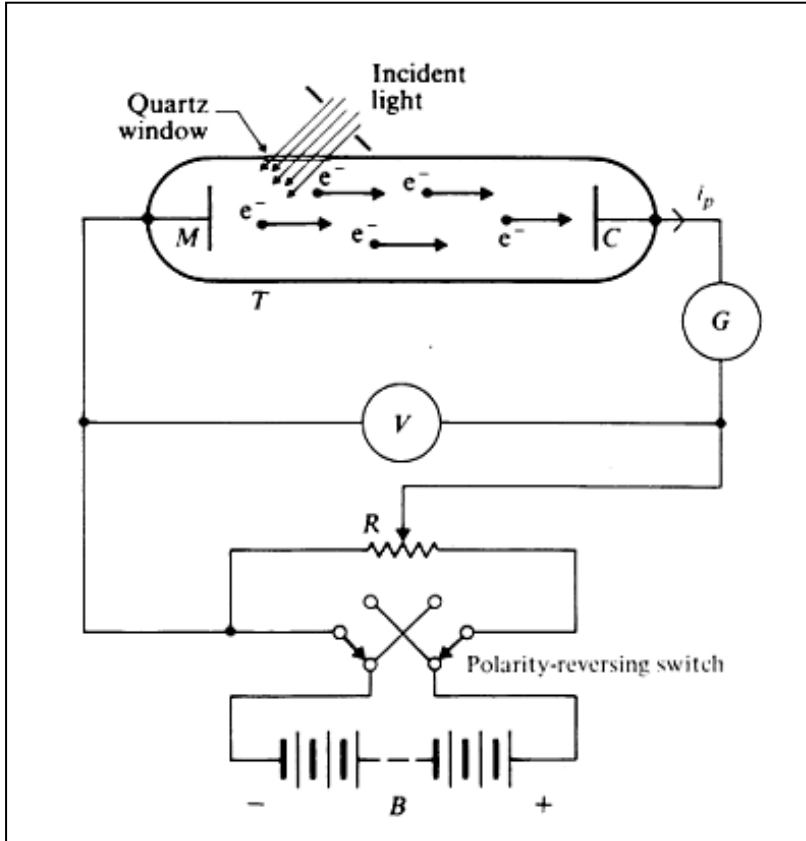 Incident
light
Quartz
window
e⁻
e⁻
e⁻
e⁻
e⁻
M
C
i_p
T
G
V
R
Polarity-reversing switch
− B +